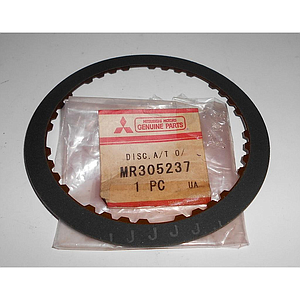 MITSUBISHI MOTORS
GENUINE PARTS
DISC, A/T O/
MR305237
1 PC
UA
J J J J J